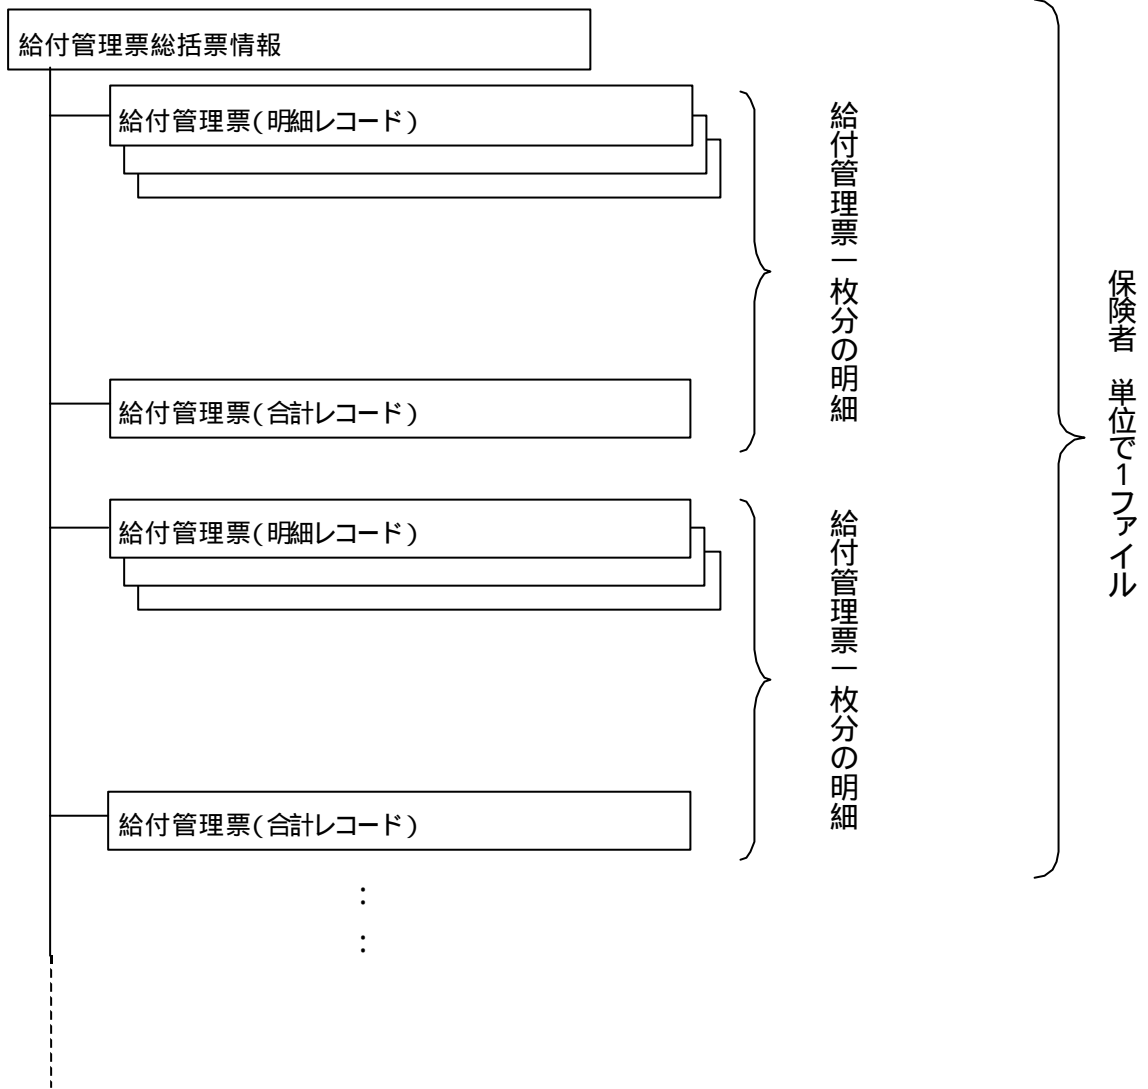 給付管理票総括票情報
給付管理票(明細レコード)
給付管理票(合計レコード)
給付管理票一枚分の明細
給付管理票(明細レコード)
給付管理票(合計レコード)
給付管理票一枚分の明細
:
:
保険者 単位で1ファイル